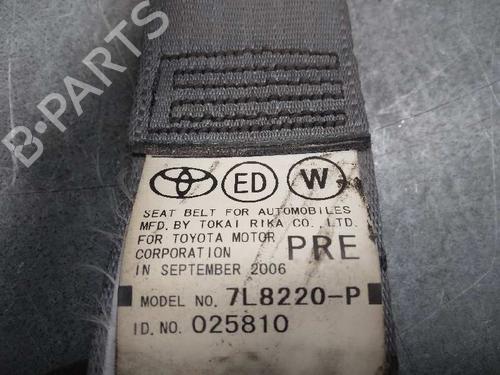 B·PARTS
ED W
SEAT BELT FOR AUTOMOBILES
MFD. BY TOKAI RIKA CO., LTD.
FOR TOYOTA MOTOR
CORPORATION PRE
IN SEPTEMBER 2006
MODEL NO. 7L8220-P
ID. NO. 025810